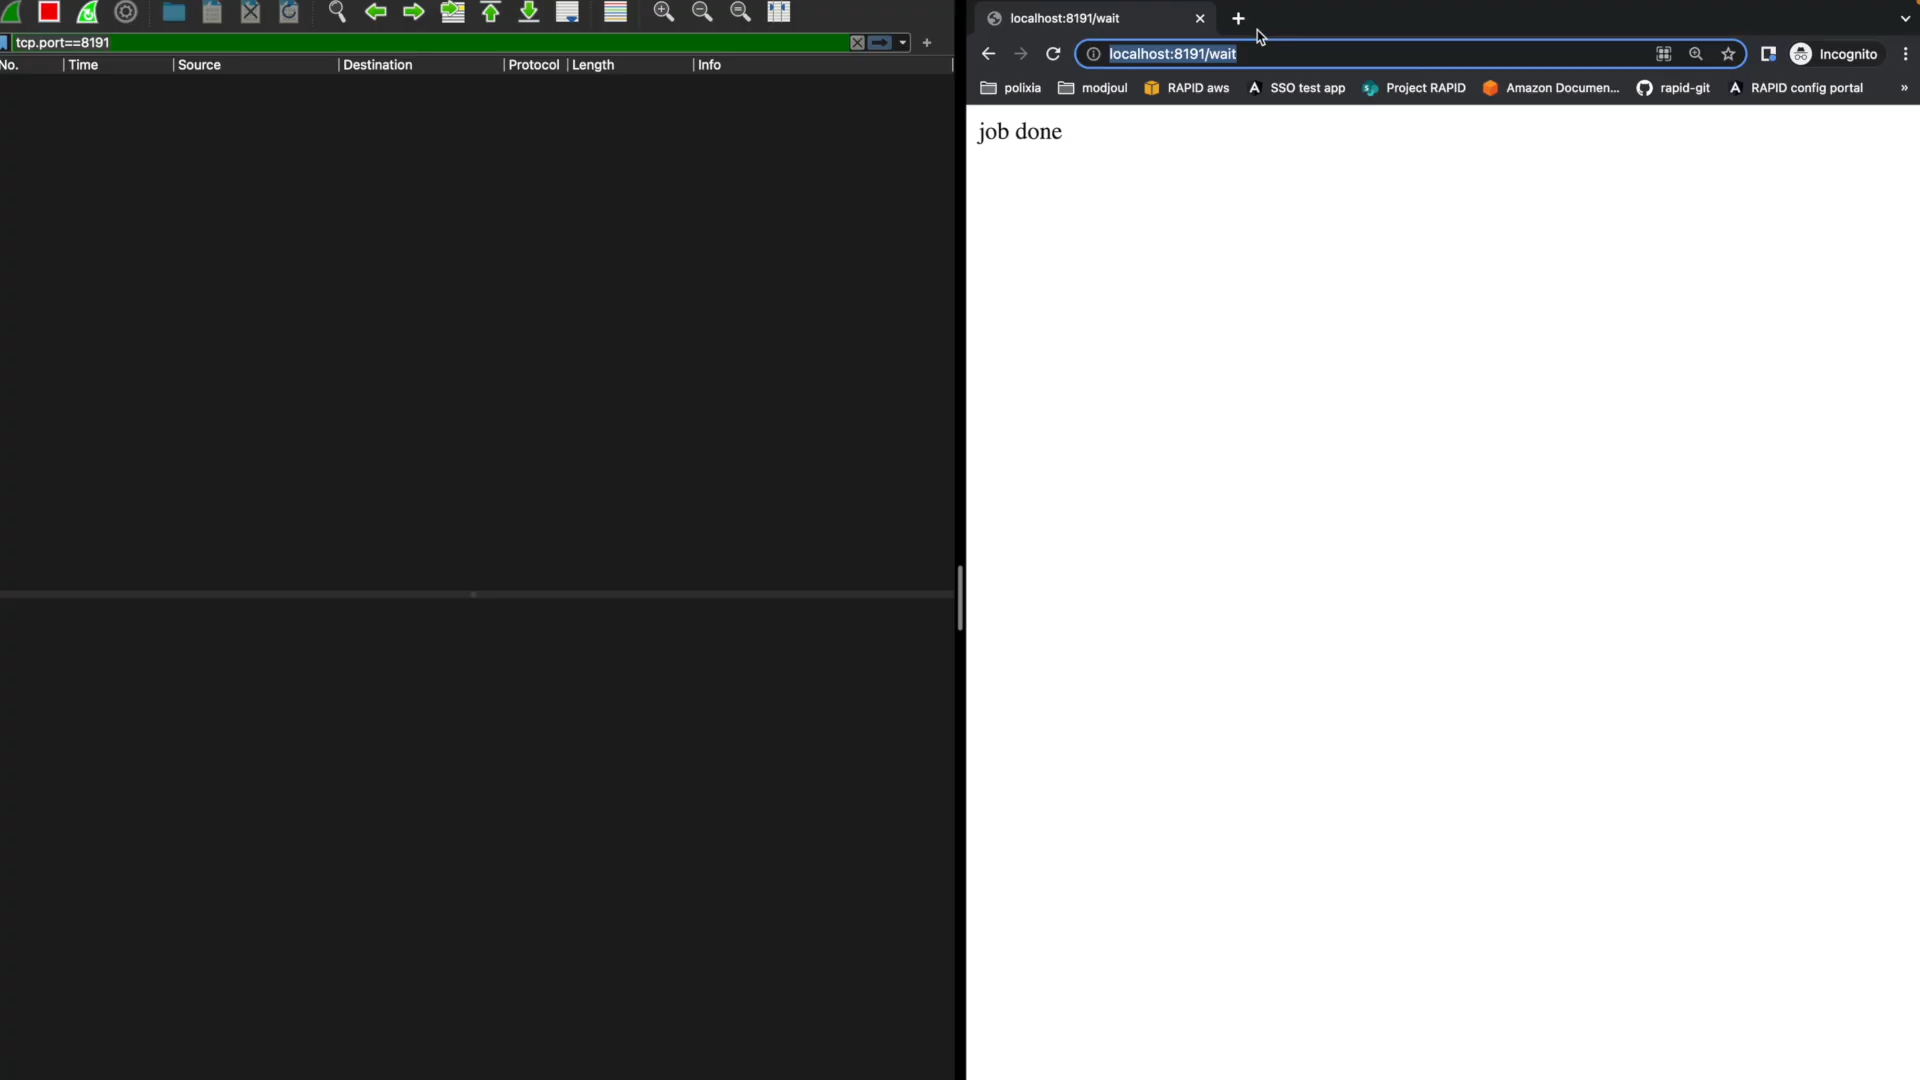 tcp.port==8191
No. Time Source Destination Protocol Length Info
localhost:8191/wait
localhost:8191/wait
Incognito
polixia modjoul RAPID aws SSO test app Project RAPID Amazon Documen... rapid-git RAPID config portal »
job done